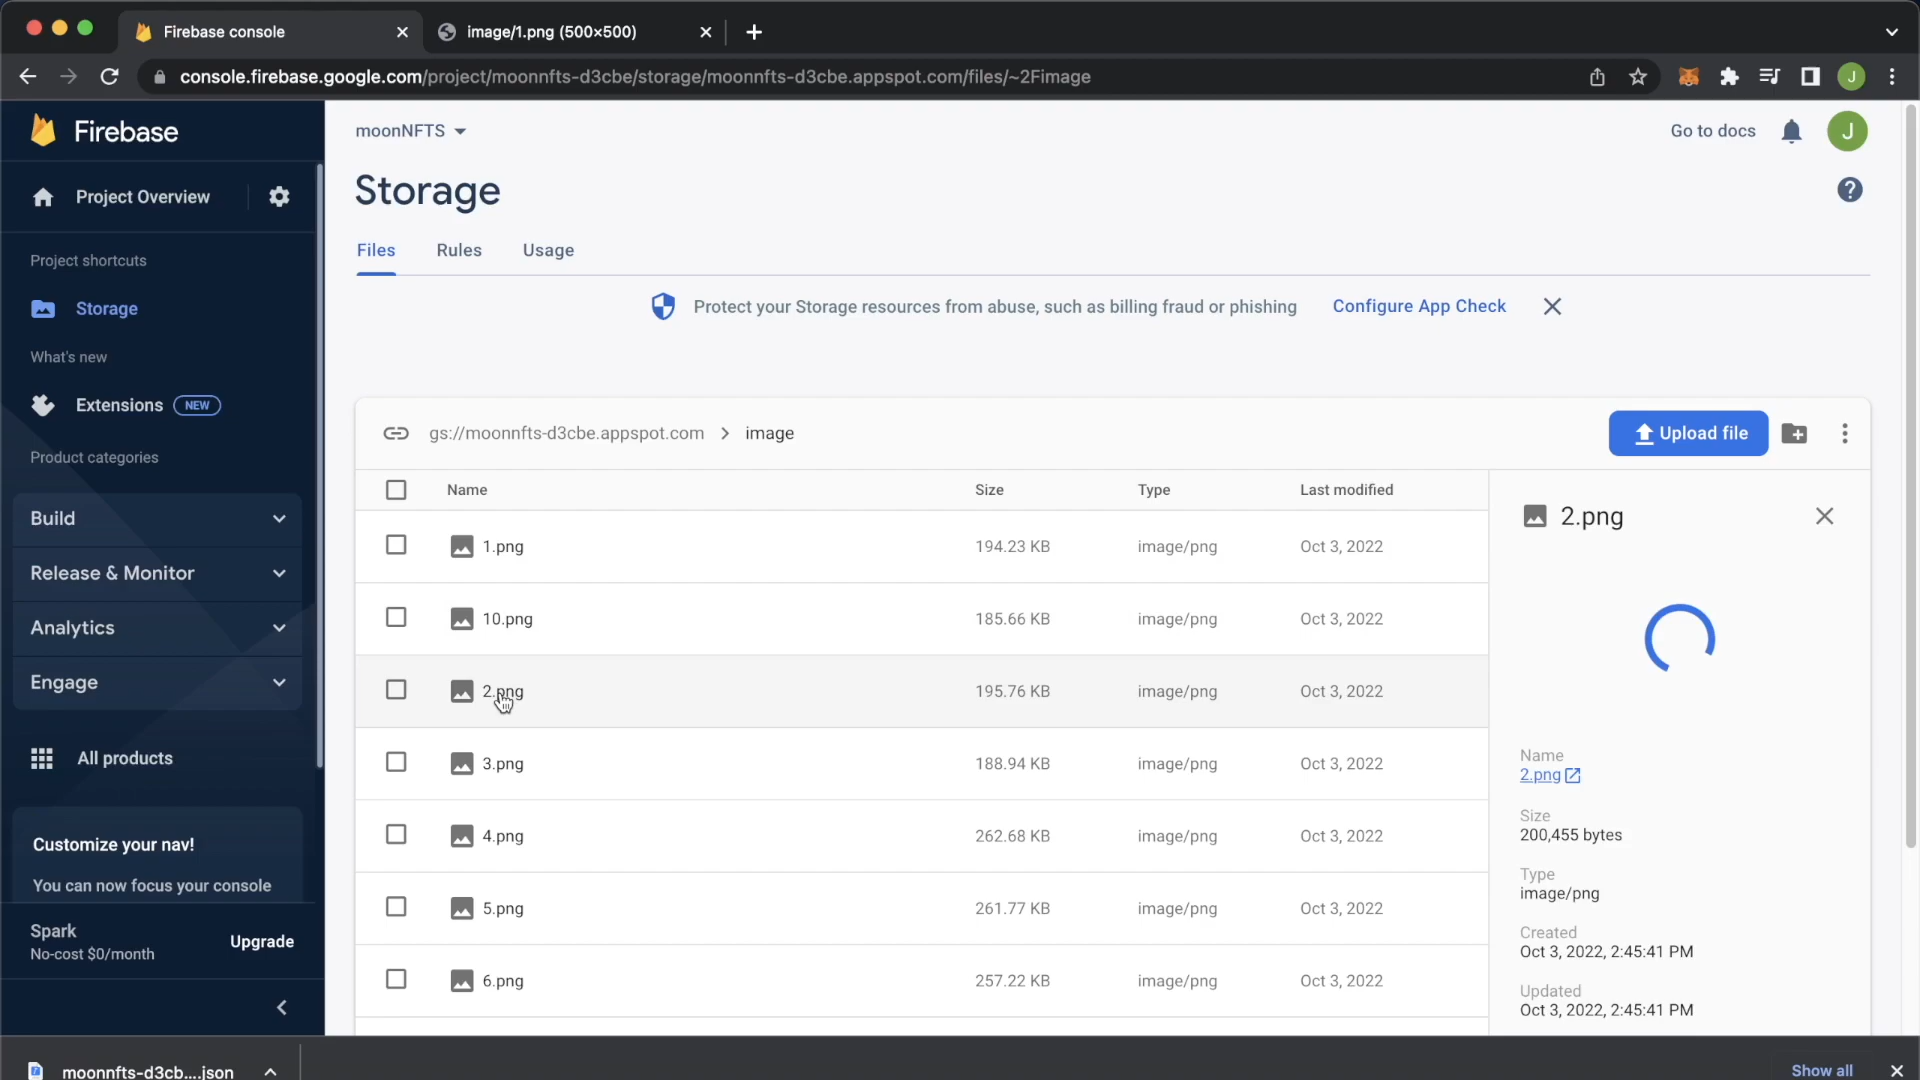 Firebase console
image/1.png (500×500)
console.firebase.google.com/project/moonnfts-d3cbe/storage/moonnfts-d3cbe.appspot.com/files/~2Fimage
J
Firebase
moonNFTS
Go to docs
J
Project Overview
Storage
Project shortcuts
Files
Rules
Usage
Storage
Protect your Storage resources from abuse, such as billing fraud or phishing
Configure App Check
What's new
Extensions
NEW
Product categories
gs://moonnfts-d3cbe.appspot.com
image
Upload file
Name
Size
Type
Last modified
Build
2.png
1.png
194.23 KB
image/png
Oct 3, 2022
Release & Monitor
10.png
185.66 KB
image/png
Oct 3, 2022
Analytics
Engage
2.png
195.76 KB
image/png
Oct 3, 2022
All products
3.png
188.94 KB
image/png
Oct 3, 2022
Name
2.png
Size
200,455 bytes
Customize your nav!
4.png
262.68 KB
image/png
Oct 3, 2022
You can now focus your console
Type
image/png
5.png
261.77 KB
image/png
Oct 3, 2022
Spark
No-cost $0/month
Upgrade
Created
Oct 3, 2022, 2:45:41 PM
6.png
257.22 KB
image/png
Oct 3, 2022
Updated
Oct 3, 2022, 2:45:41 PM
moonnfts-d3cb....json
Show all